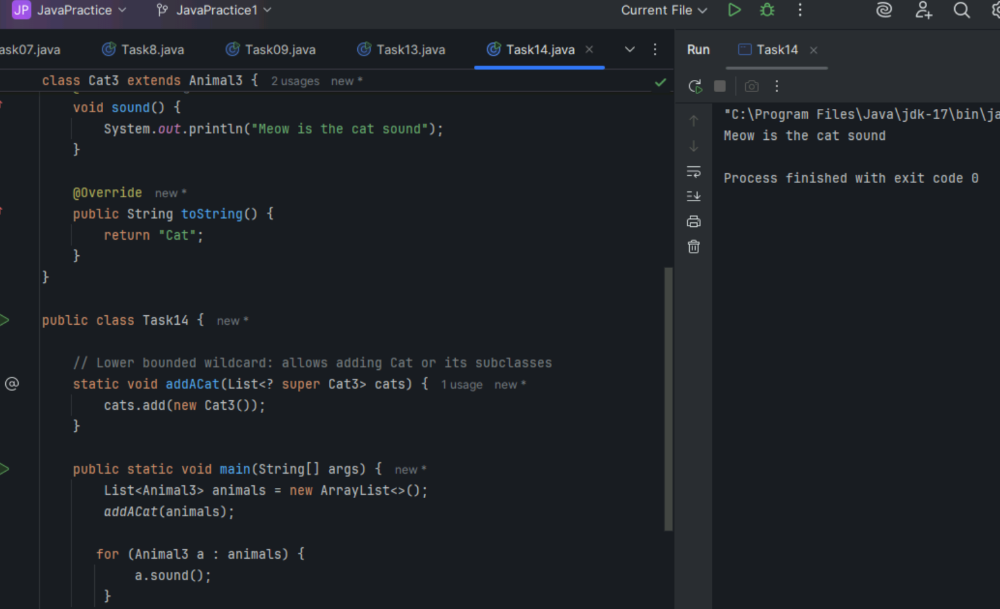 JP JavaPractice JavaPractice1 Current File
ask07.java Task8.java Task09.java Task13.java Task14.java
Run Task14
class Cat3 extends Animal3 { 2 usages new *
void sound() {
System.out.println("Meow is the cat sound");
}
@Override new *
public String toString() {
return "Cat";
}
}
public class Task14 { new *
// Lower bounded wildcard: allows adding Cat or its subclasses
static void addACat(List<? super Cat3> cats) { 1 usage new *
cats.add(new Cat3());
}
public static void main(String[] args) { new *
List<Animal3> animals = new ArrayList<>();
addACat(animals);
for (Animal3 a : animals) {
a.sound();
}
"C:\Program Files\Java\jdk-17\bin\ja
Meow is the cat sound
Process finished with exit code 0